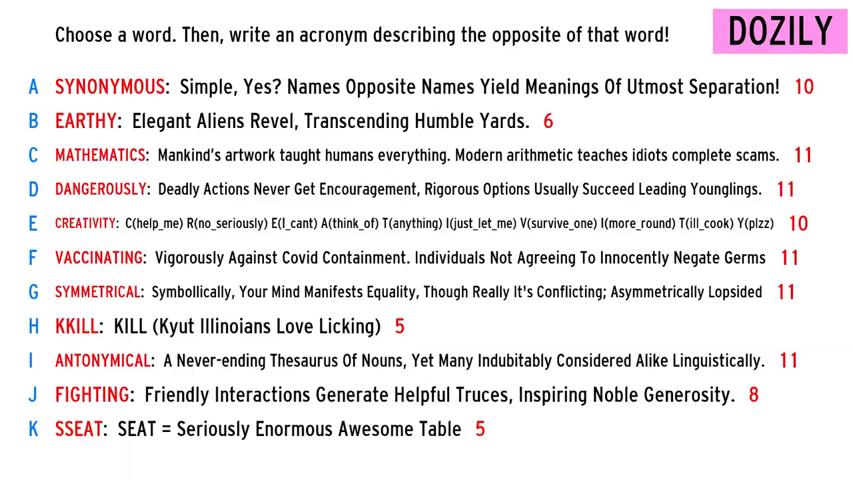 Choose a word. Then, write an acronym describing the opposite of that word!
DOZILY
A SYNONYMOUS: Simple, Yes? Names Opposite Names Yield Meanings Of Utmost Separation! 10
B EARTHY: Elegant Aliens Revel, Transcending Humble Yards. 6
C MATHEMATICS: Mankind's artwork taught humans everything. Modern arithmetic teaches idiots complete scams. 11
D DANGEROUSLY: Deadly Actions Never Get Encouragement, Rigorous Options Usually Succeed Leading Younglings. 11
E CREATIVITY: C(help_me) R(no_seriously) E(I_cant) A(think_of) T(anything) I(just_let_me) V(survive_one) I(more_round) T(ill_cook) Y(plzz) 10
F VACCINATING: Vigorously Against Covid Containment. Individuals Not Agreeing To Innocently Negate Germs 11
G SYMMETRICAL: Symbollically, Your Mind Manifests Equality, Though Really It's Conflicting; Asymmetrically Lopsided 11
H KKILL: KILL (Kyut Illinoians Love Licking) 5
I ANTONYMICAL: A Never-ending Thesaurus Of Nouns, Yet Many Indubitably Considered Alike Linguistically. 11
J FIGHTING: Friendly Interactions Generate Helpful Truces, Inspiring Noble Generosity. 8
K SSEAT: SEAT = Seriously Enormous Awesome Table 5